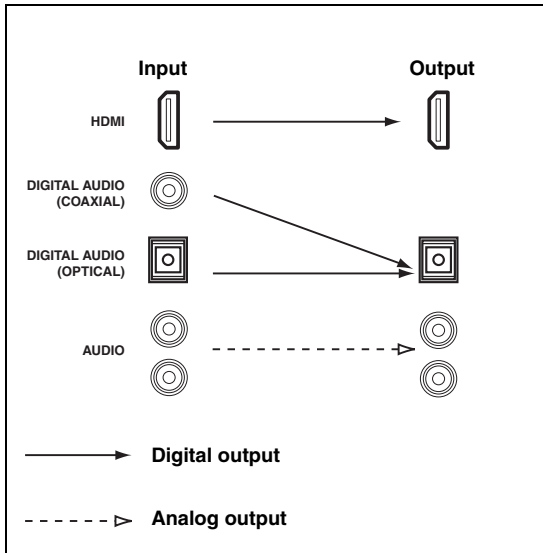 Input Output
HDMI
DIGITAL AUDIO
(COAXIAL)
DIGITAL AUDIO
(OPTICAL)
AUDIO
Digital output
Analog output